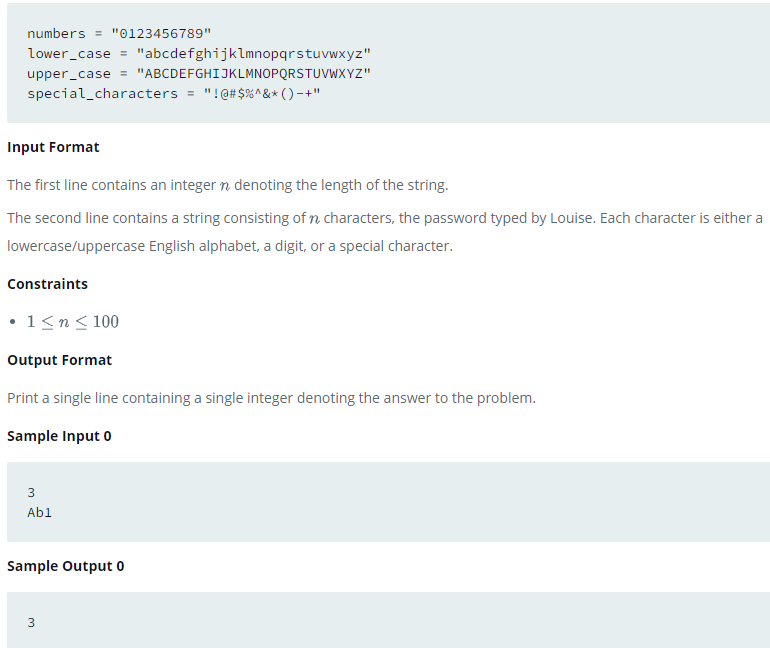 numbers = "0123456789"
lower_case = "abcdefghijklmnopqrstuvwxyz"
upper_case = "ABCDEFGHIJKLMNOPQRSTUVWXYZ"
special_characters = "!@#$%^&*()-+"
Input Format
The first line contains an integer n denoting the length of the string.
The second line contains a string consisting of n characters, the password typed by Louise. Each character is either a
lowercase/uppercase English alphabet, a digit, or a special character.
Constraints
• 1 ≤ n ≤ 100
Output Format
Print a single line containing a single integer denoting the answer to the problem.
Sample Input 0
3
Ab1
Sample Output 0
3